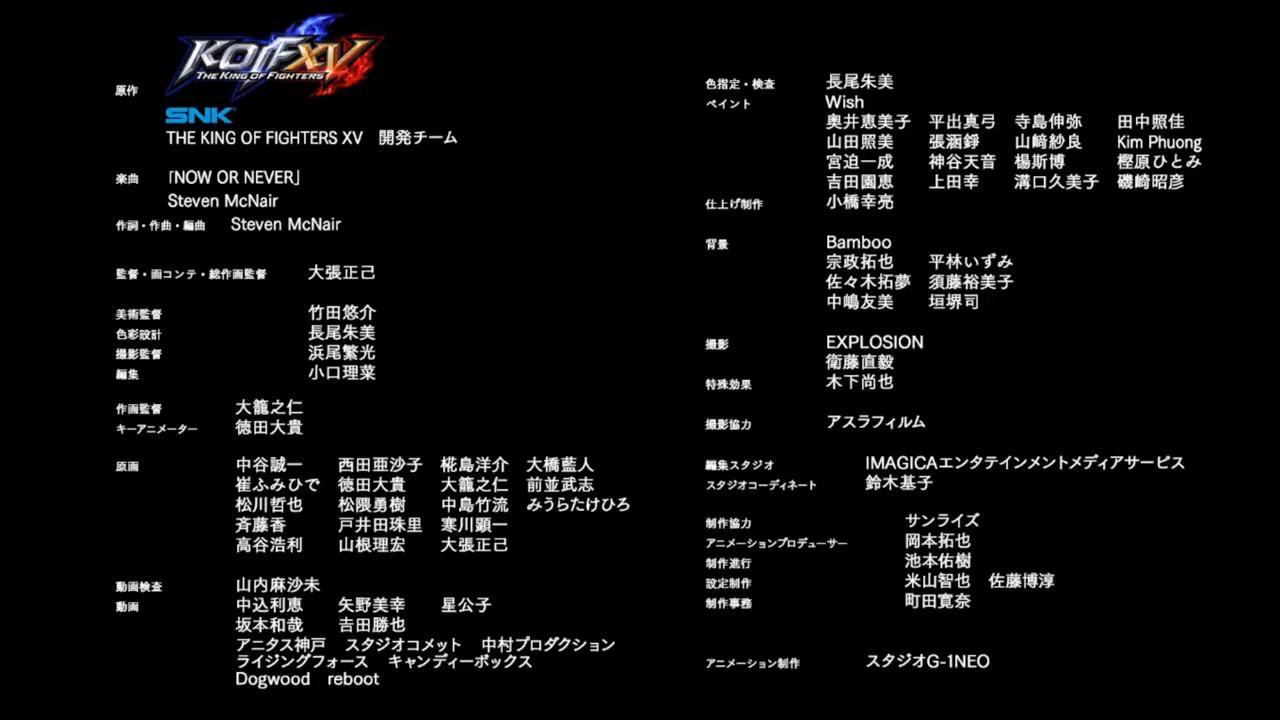 KOFXV
THE KING OF FIGHTERS
原作
SNK
THE KING OF FIGHTERS XV 開発チーム
楽曲 「NOW OR NEVER」
Steven McNair
作詞・作曲・編曲 Steven McNair
監督・画コンテ・総作画監督 大張正己
美術監督 竹田悠介
色彩設計 長尾朱美
撮影監督 浜尾繁光
編集 小口理菜
作画監督 大籠之仁
キーアニメーター 徳田大貴
原画 中谷誠一 西田亜沙子 椛島洋介 大橋藍人
崔ふみひで 徳田大貴 大籠之仁 前並武志
松川哲也 松隈勇樹 中島竹流 みうらたけひろ
斉藤香 戸井田珠里 寒川顕一
高谷浩利 山根理宏 大張正己
動画検査 山内麻沙未
動画 中込利恵 矢野美幸 星公子
坂本和哉 吉田勝也
アニタス神戸 スタジオコメット 中村プロダクション
ライジングフォース キャンディーボックス
Dogwood reboot
色指定・検査 長尾朱美
ペイント Wish
奥井恵美子 平出真弓 寺島伸弥 田中照佳
山田照美 張涵錚 山﨑紗良 Kim Phuong
宮迫一成 神谷天音 楊斯博 樫原ひとみ
吉田園恵 上田幸 溝口久美子 磯崎昭彦
仕上げ制作 小橋幸亮
背景 Bamboo
宗政拓也 平林いずみ
佐々木拓夢 須藤裕美子
中嶋友美 垣堺司
撮影 EXPLOSION
衛藤直毅
特殊効果 木下尚也
撮影協力 アスラフィルム
編集スタジオ IMAGICAエンタテインメントメディアサービス
スタジオコーディネート 鈴木基子
制作協力 サンライズ
アニメーションプロデューサー 岡本拓也
制作進行 池本佑樹
設定制作 米山智也 佐藤博淳
制作事務 町田寛奈
アニメーション制作 スタジオG-1NEO